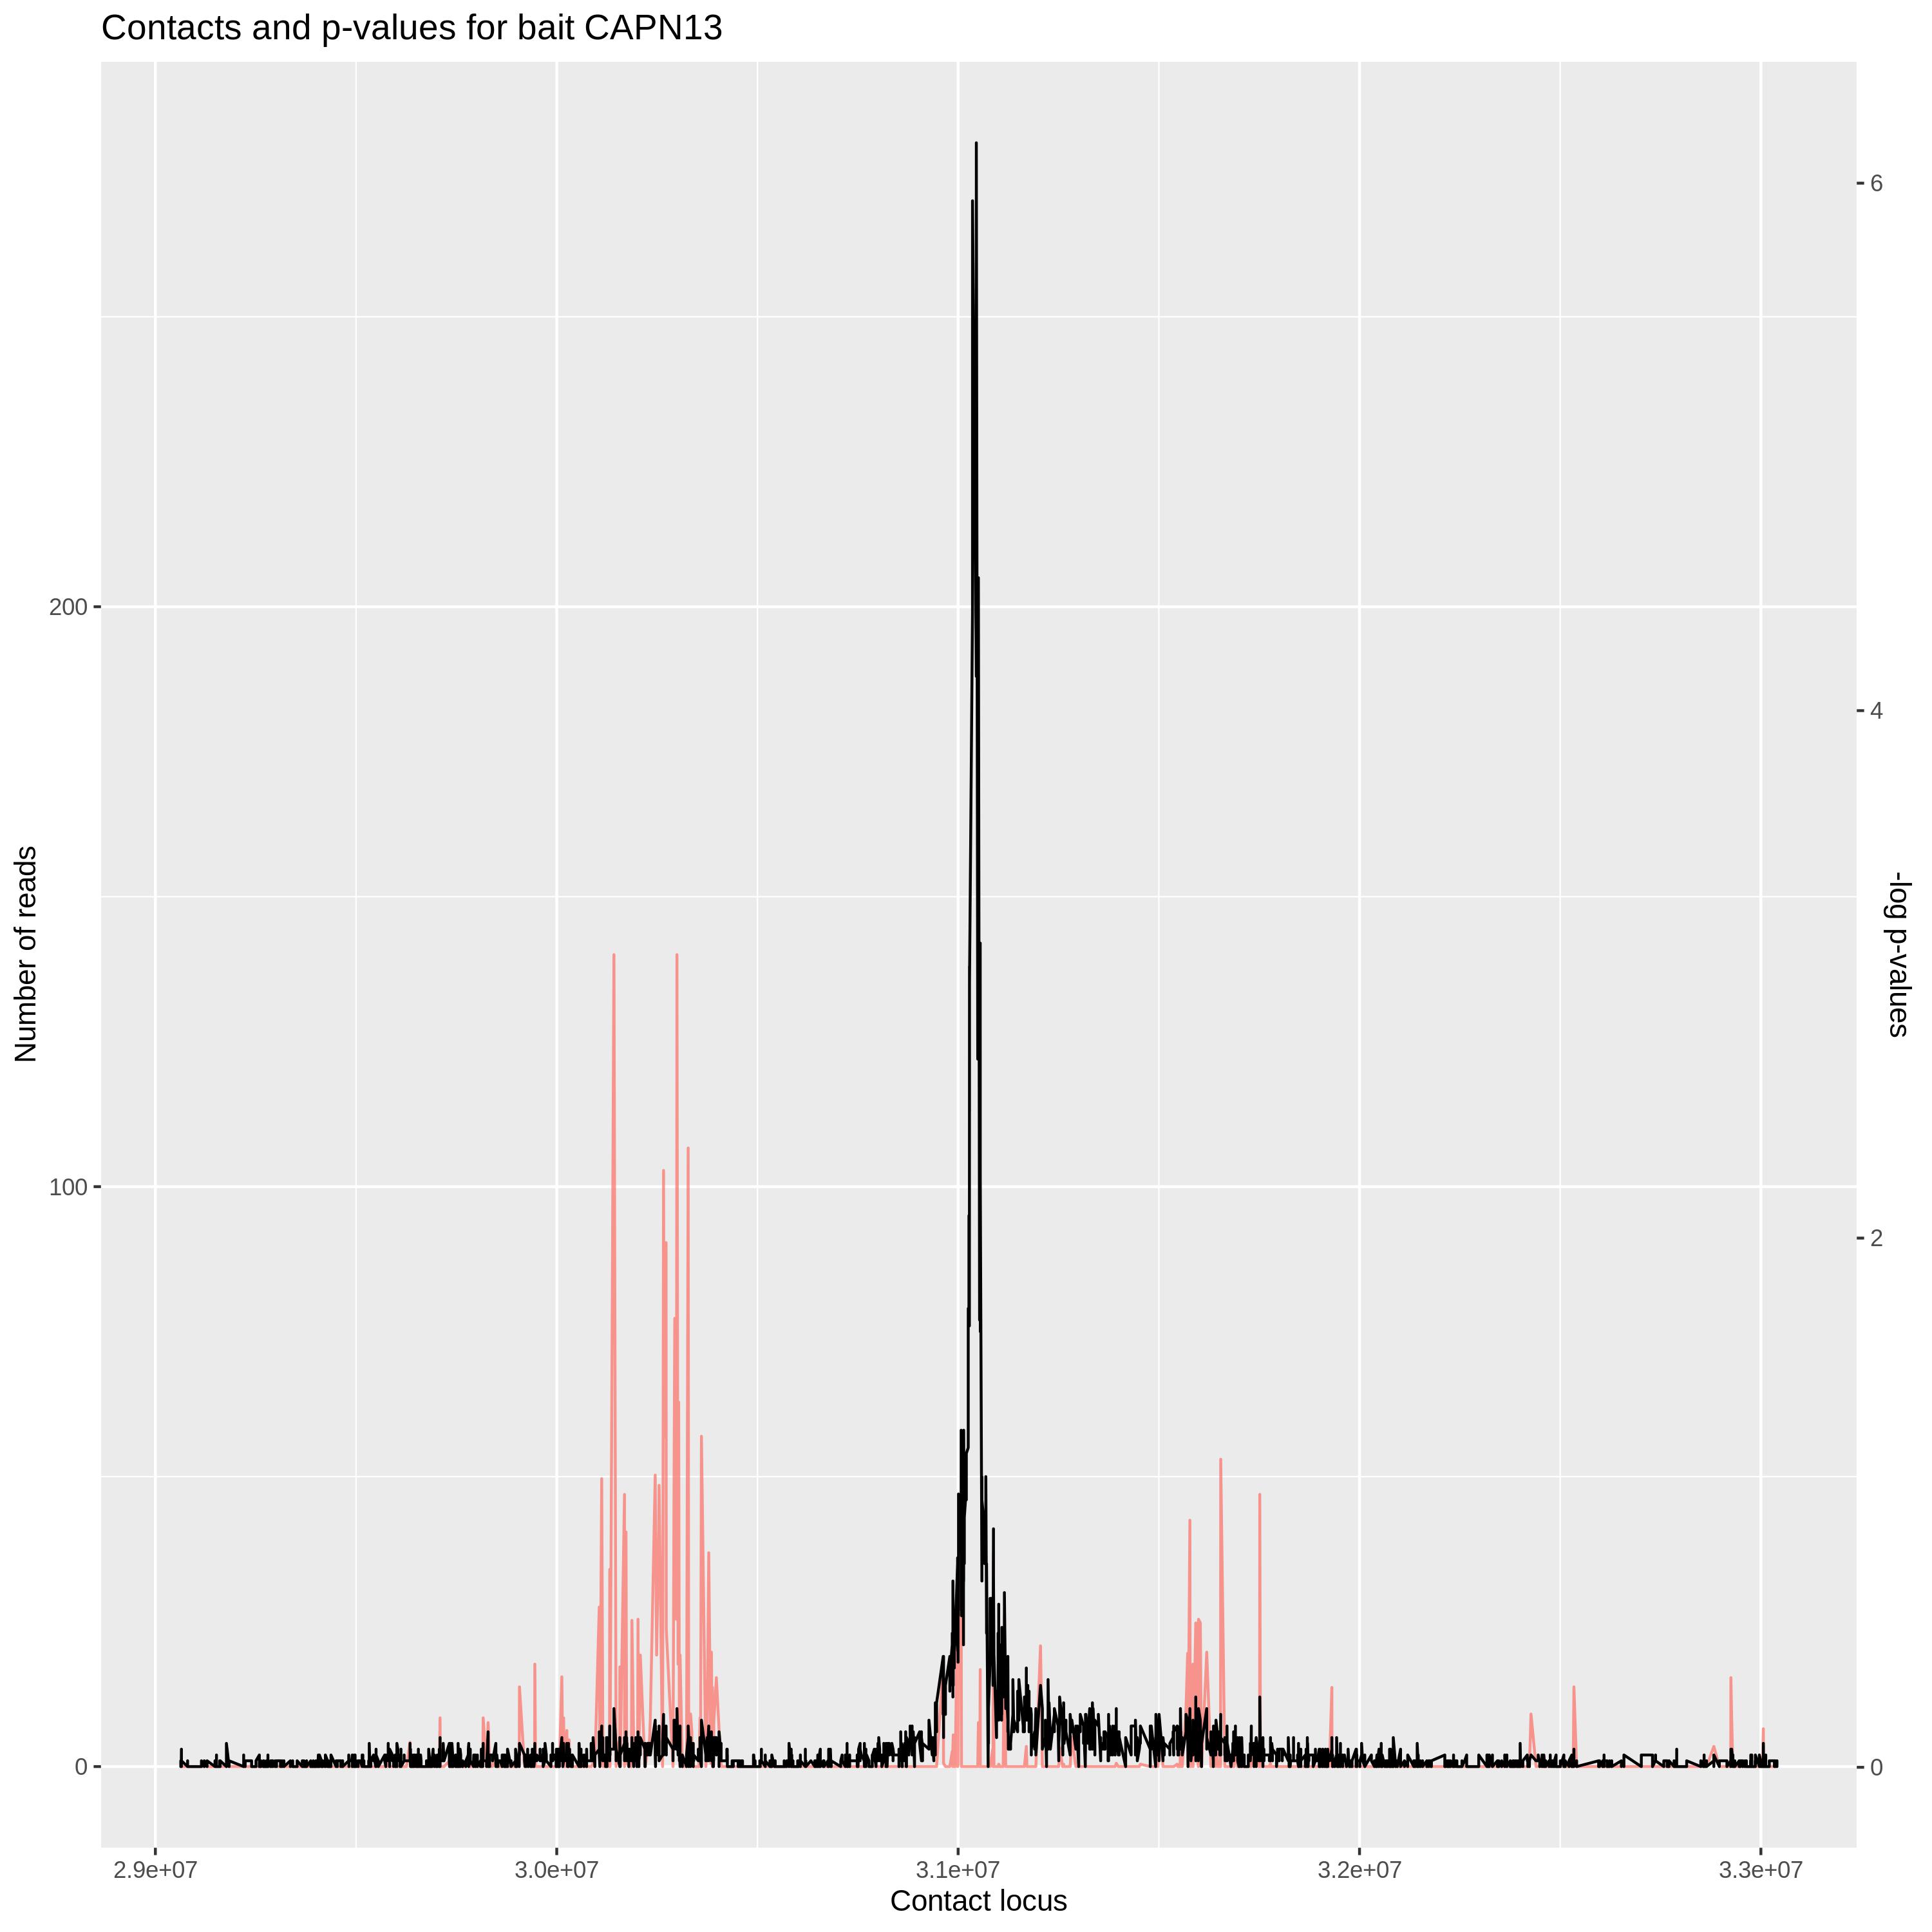 Contacts and p-values for bait CAPN13
Number of reads
200
100
0
6
4
2
0
-log p-values
2.9e+07 3.0e+07 3.1e+07 3.2e+07 3.3e+07
Contact locus